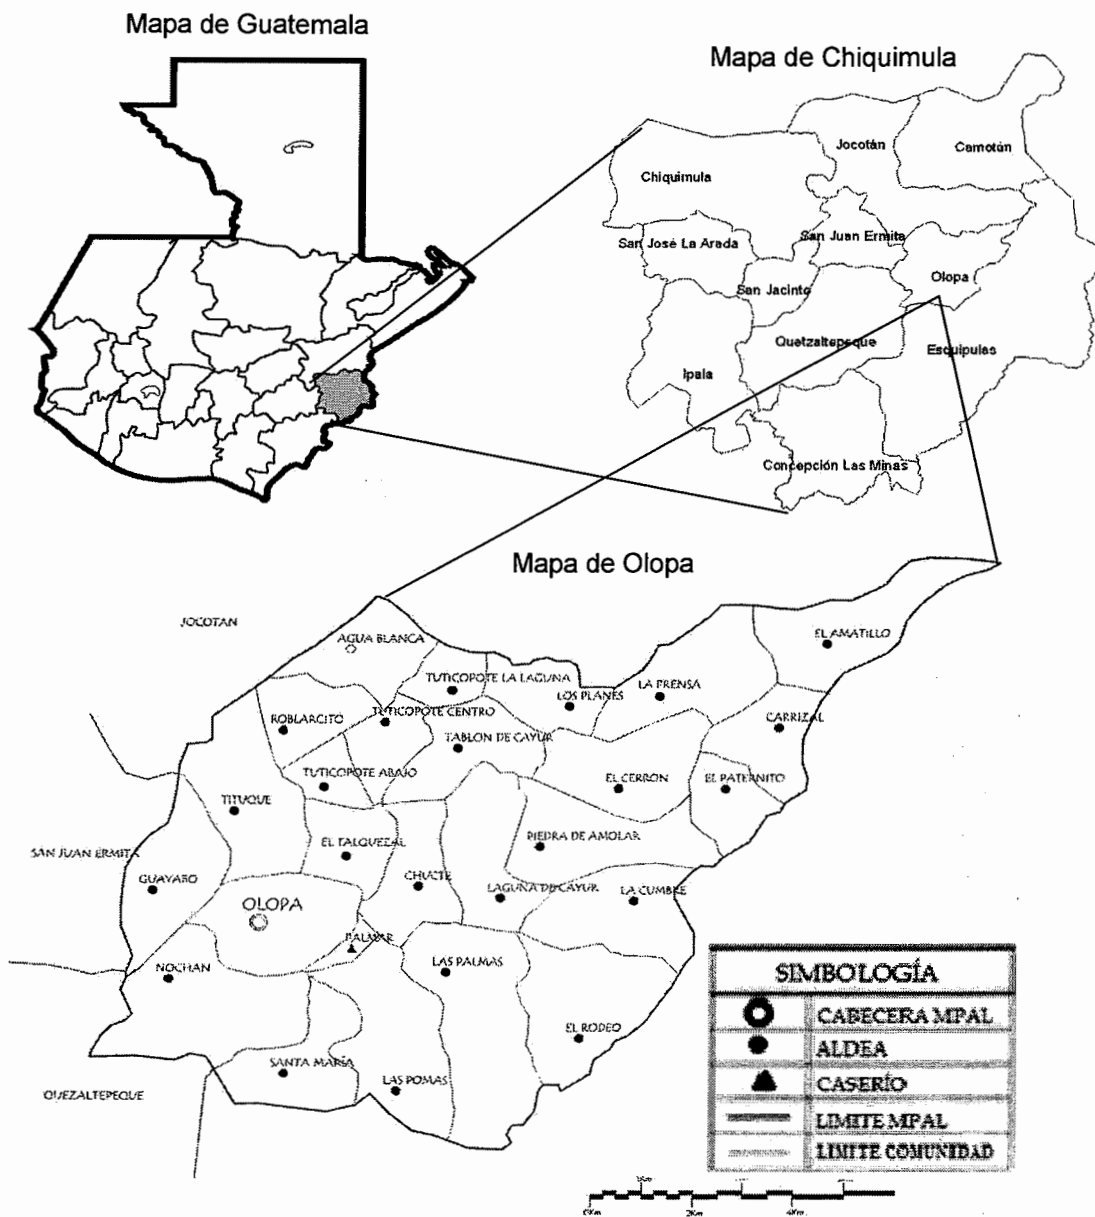 Mapa de Guatemala
Mapa de Chiquimula
Jocotán
Camotán
Chiquimula
San José La Arada
San Juan Ermita
Olopa
San Jacinto
Quetzaltepeque
Esquipulas
Ipala
Concepción Las Minas
Mapa de Olopa
JOCOTAN
AGUA BLANCA
EL AMATILLO
TUTICOPOTE LA LAGUNA
LA PRENSA
LOS PLANES
ROBLARCITO
TUTICOPOTE CENTRO
CARRIZAL
TABLON DE CAYUR
TUTICOPOTE ABAJO
EL CERRON
EL PATERNITO
TITUQUE
PIEDRA DE AMOLAR
EL TALQUEZAL
SAN JUAN ERMITA
GUAYABO
CHUCTE
LAGUNA DE CAYUR
LA CUMBRE
OLOPA
PALMAR
NOCHAN
LAS PALMAS
EL RODEO
SANTA MARÍA
LAS POMAS
QUEZALTEPEQUE
SIMBOLOGÍA
CABECERA MPAL
ALDEA
CASERÍO
LIMITE MPAL
LIMITE COMUNIDAD
0Km
2Km
4Km